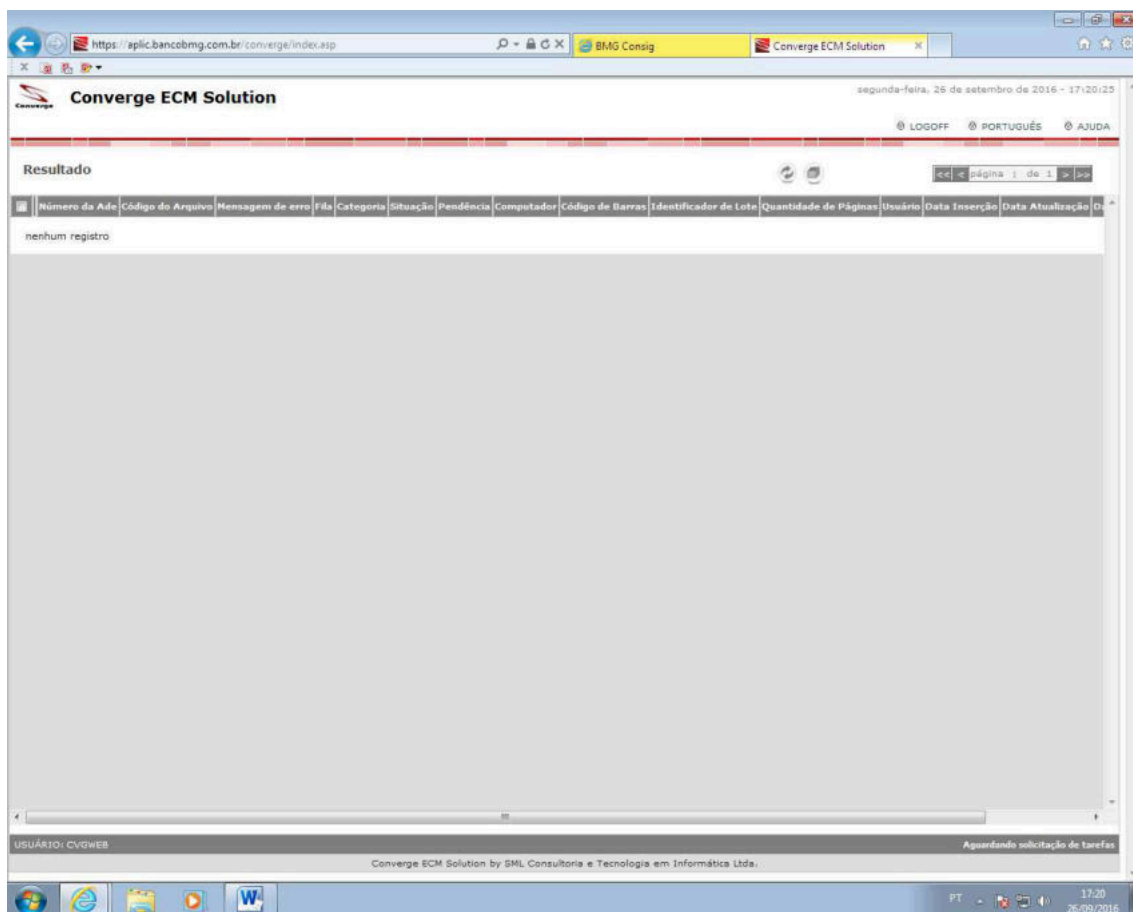 https://aplic.bancobmg.com.br/converge/index.asp
BMG Consig
Converge ECM Solution
Converge
Converge ECM Solution
segunda-feira, 26 de setembro de 2016 - 17:20:25
LOGOFF PORTUGUÊS AJUDA
Resultado
<< < página 1 de 1 > >>
Número da Ade Código do Arquivo Mensagem de erro Fila Categoria Situação Pendência Computador Código de Barras Identificador de Lote Quantidade de Páginas Usuário Data Inserção Data Atualização
nenhum registro
USUÁRIO: CVGWEB
Aguardando solicitação de tarefas
Converge ECM Solution by SML Consultoria e Tecnologia em Informática Ltda.
PT
17:20
26/09/2016